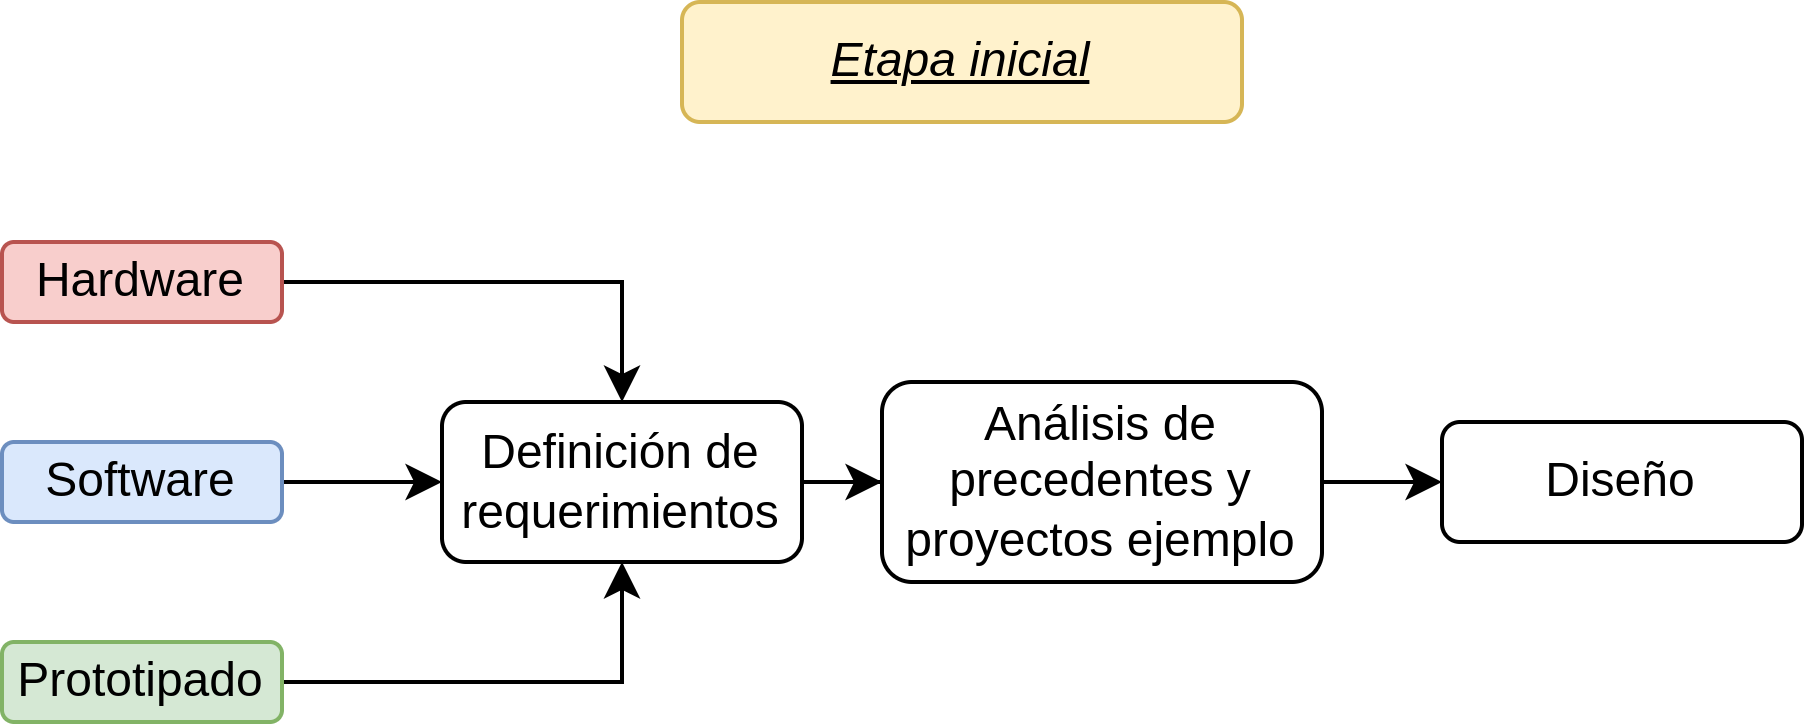 Etapa inicial
Hardware
Software
Prototipado
Definición de
requerimientos
Análisis de
precedentes y
proyectos ejemplo
Diseño